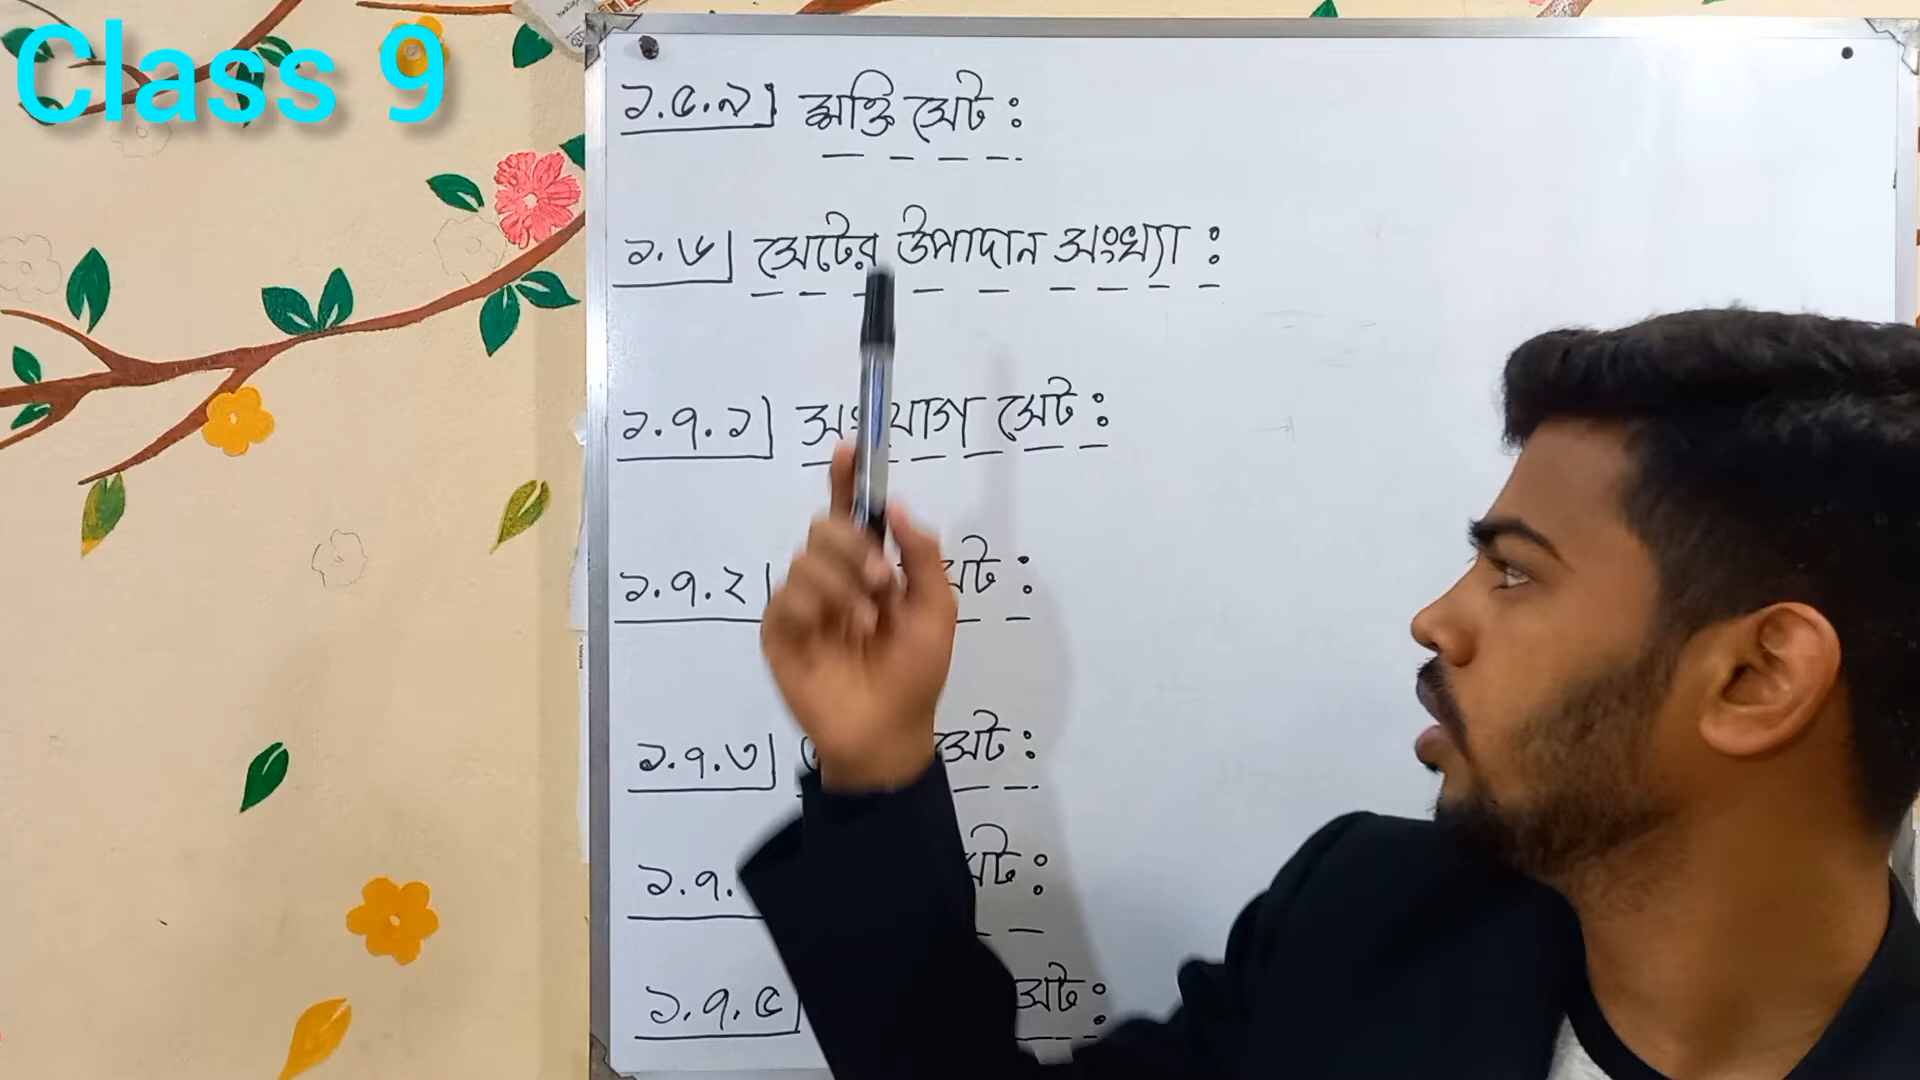 Class 9
১.৫.৯| শক্তি সেট :
১.৬| সেটের উপাদান সংখ্যা :
১.৭.১| সংযোগ সেট :
১.৭.২| সেট :
১.৭.৩| সেট :
১.৭. সেট :
১.৭.৫| সেট :